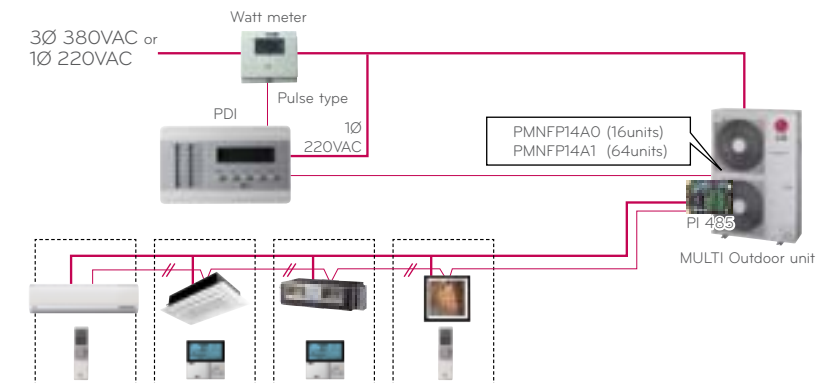 Watt meter
3Ø 380VAC or
1Ø 220VAC
Pulse type
PDI
1Ø
220VAC
PMNFP14A0 (16units)
PMNFP14A1 (64units)
LG
PI 485
MULTI Outdoor unit